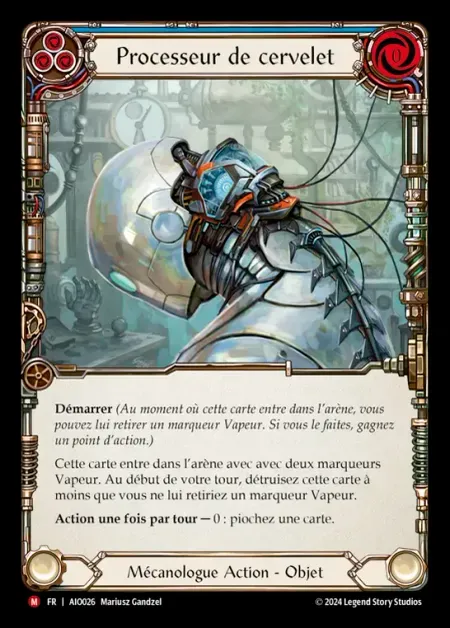 Processeur de cervelet
0
Démarrer (Au moment où cette carte entre dans l'arène, vous
pouvez lui retirer un marqueur Vapeur. Si vous le faites, gagnez
un point d'action.)
Cette carte entre dans l'arène avec avec deux marqueurs
Vapeur. Au début de votre tour, détruisez cette carte à
moins que vous ne lui retiriez un marqueur Vapeur.
Action une fois par tour — 0 : piochez une carte.
Mécanologue Action - Objet
M FR | AIO026 Mariusz Gandzel
© 2024 Legend Story Studios